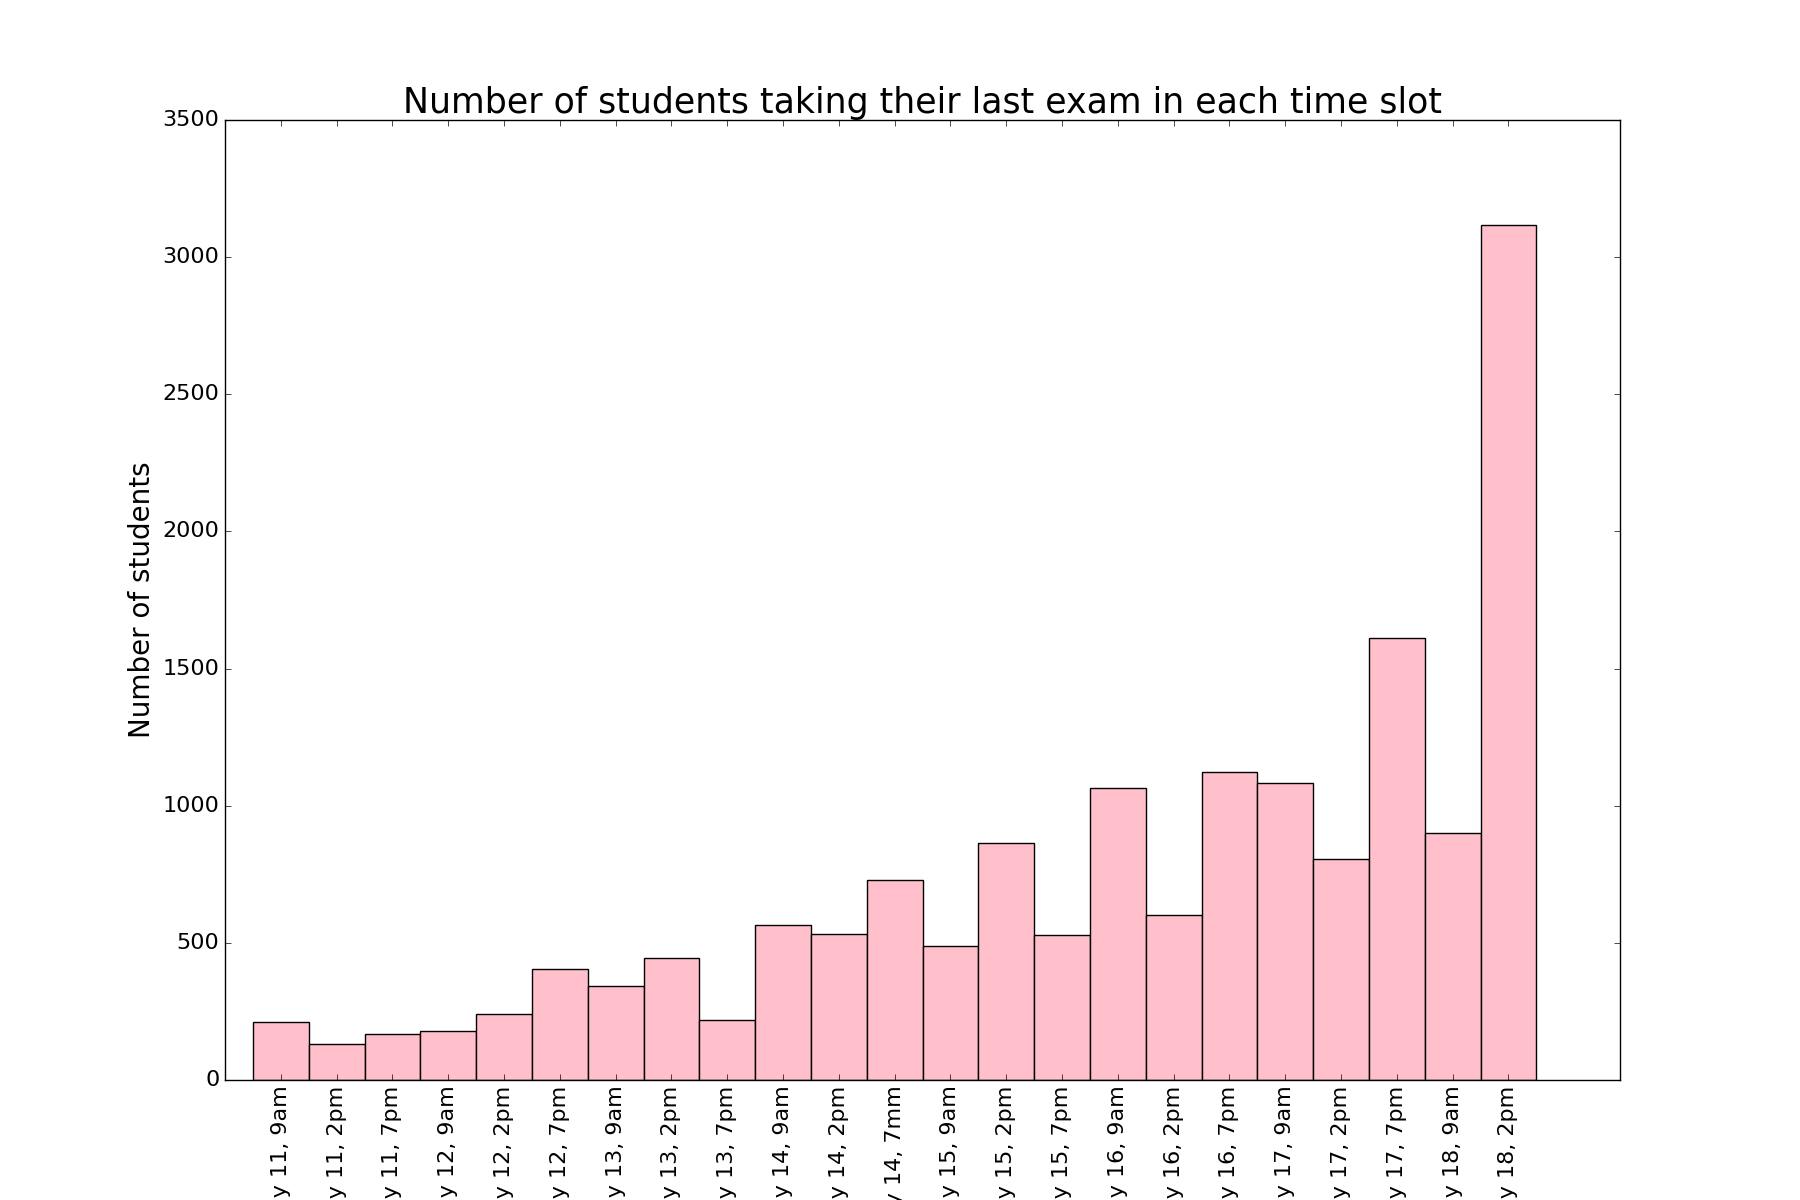 Number of students taking their last exam in each time slot
Number of students
3500
3000
2500
2000
1500
1000
500
0
y 11, 9am
y 11, 2pm
y 11, 7pm
y 12, 9am
y 12, 2pm
y 12, 7pm
y 13, 9am
y 13, 2pm
y 13, 7pm
y 14, 9am
y 14, 2pm
y 14, 7mm
y 15, 9am
y 15, 2pm
y 15, 7pm
y 16, 9am
y 16, 2pm
y 16, 7pm
y 17, 9am
y 17, 2pm
y 17, 7pm
y 18, 9am
y 18, 2pm